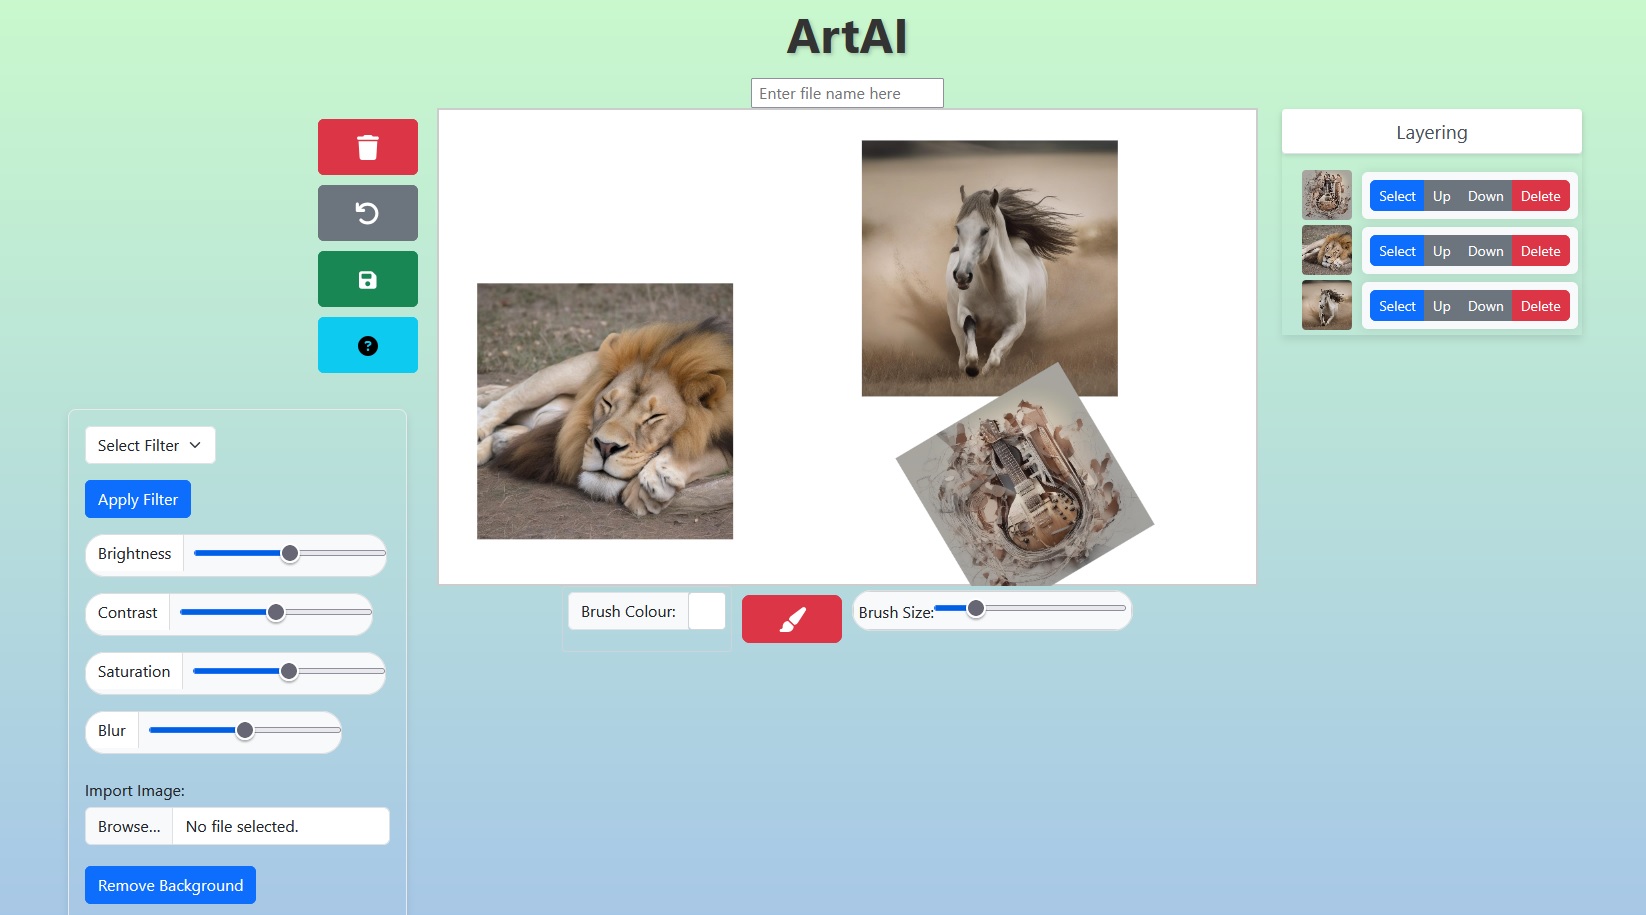 ArtAI
Enter file name here
Layering
Select Up Down Delete
Select Up Down Delete
Select Up Down Delete
?
Select Filter
Apply Filter
Brightness
Contrast
Saturation
Blur
Import Image:
Browse... No file selected.
Remove Background
Brush Colour:
Brush Size: